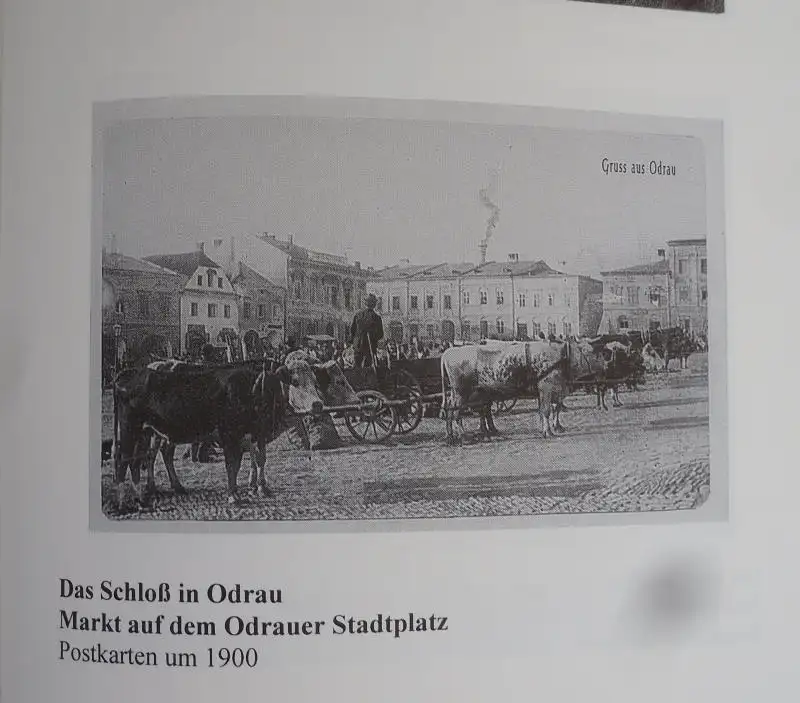 Gruss aus Odrau
Das Schloß in Odrau
Markt auf dem Odrauer Stadtplatz
Postkarten um 1900